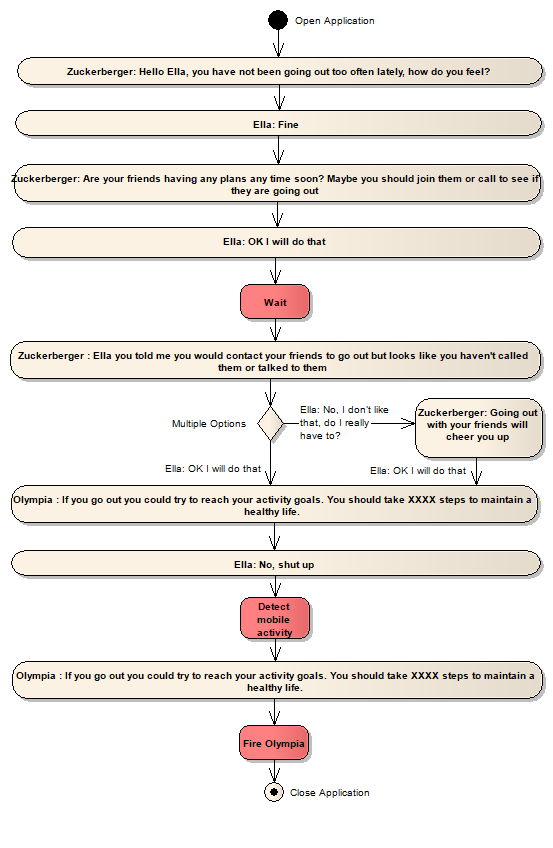 Open Application
Zuckerberger: Hello Ella, you have not been going out too often lately, how do you feel?
Ella: Fine
Zuckerberger: Are your friends having any plans any time soon? Maybe you should join them or call to see if
they are going out
Ella: OK I will do that
Wait
Zuckerberger : Ella you told me you would contact your friends to go out but looks like you haven't called
them or talked to them
Multiple Options
Ella: No, I don't like
that, do I really
have to?
Zuckerberger: Going out
with your friends will
cheer you up
Ella: OK I will do that
Ella: OK I will do that
Olympia : If you go out you could try to reach your activity goals. You should take XXXX steps to maintain a
healthy life.
Ella: No, shut up
Detect
mobile
activity
Olympia : If you go out you could try to reach your activity goals. You should take XXXX steps to maintain a
healthy life.
Fire Olympia
Close Application